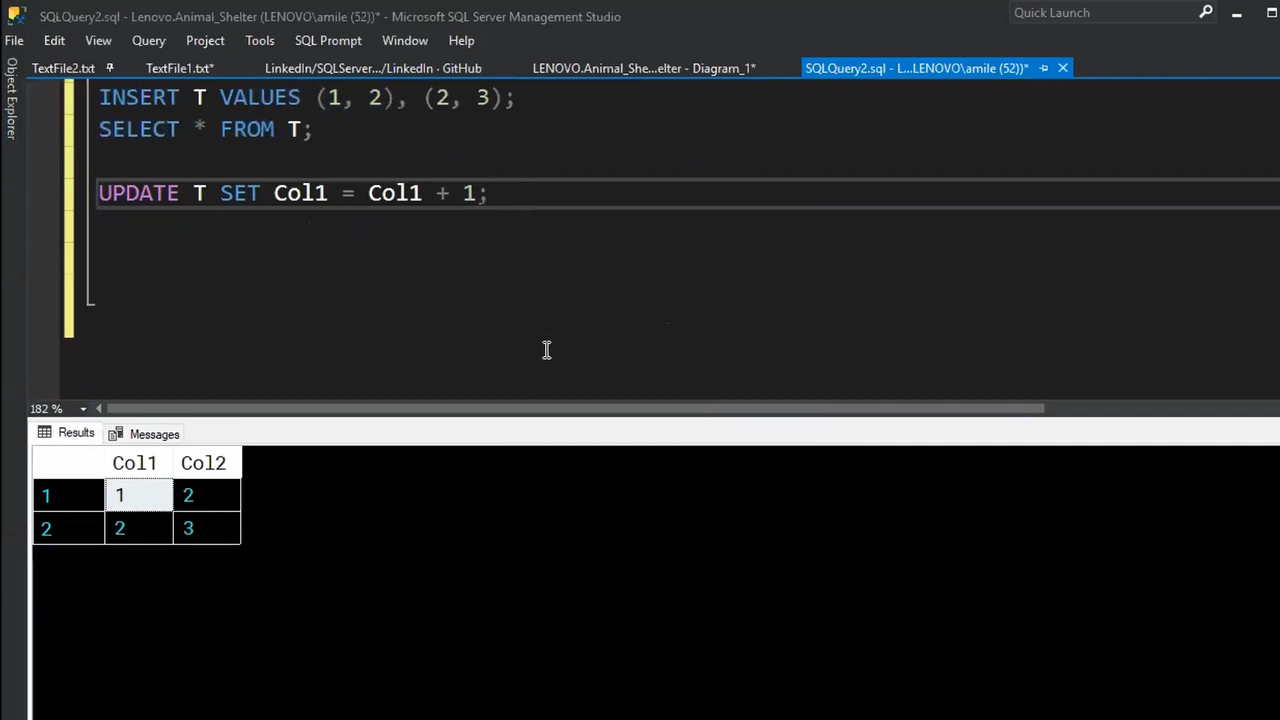 SQLQuery2.sql - Lenovo.Animal_Shelter (LENOVO\amile (52))* - Microsoft SQL Server Management Studio
Quick Launch
File Edit View Query Project Tools SQL Prompt Window Help
TextFile2.txt TextFile1.txt* LinkedIn/SQLServer.../LinkedIn · GitHub LENOVO.Animal_She...elter - Diagram_1* SQLQuery2.sql - L...LENOVO\amile (52))*
Object Explorer
INSERT T VALUES (1, 2), (2, 3);
SELECT * FROM T;
UPDATE T SET Col1 = Col1 + 1;
182 %
Results Messages
Col1 Col2
1 1 2
2 2 3